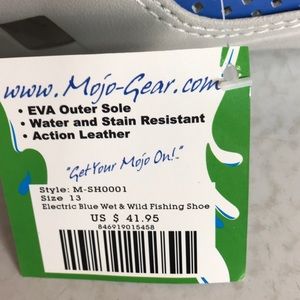 www.Mojo-Gear.com
• EVA Outer Sole
• Water and Stain Resistant
• Action Leather
"Get Your Mojo On!"
Style: M-SH0001
Size 13
Electric Blue Wet & Wild Fishing Shoe
US $ 41.95
846919015458